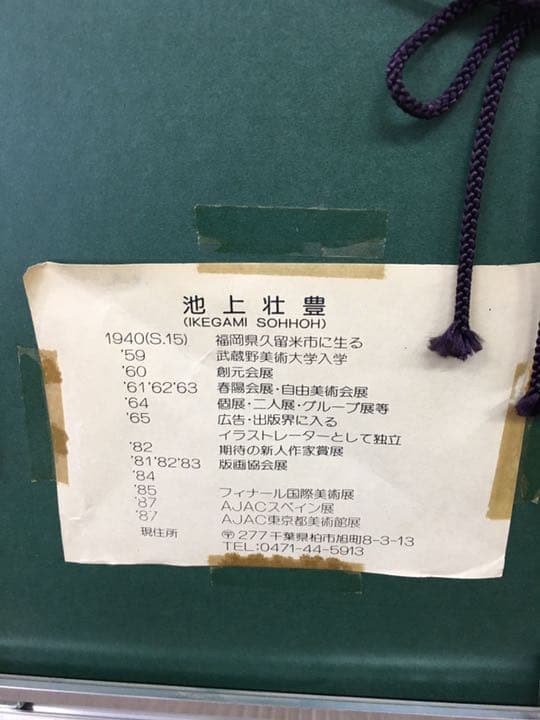 池上壮豊
(IKEGAMI SOHHOH)
1940(S.15) 福岡県久留米市に生る
'59 武蔵野美術大学入学
'60 創元会展
'61'62'63 春陽会展・自由美術会展
'64 個展・二人展・グループ展等
'65 広告・出版界に入る
イラストレーターとして独立
'82 期待の新人作家賞展
'81'82'83 版画協会展
'84
'85 フィナール国際美術展
'87 AJACスペイン展
'87 AJAC東京都美術館展
現住所 〒277千葉県柏市旭町8-3-13
TEL:0471-44-5913